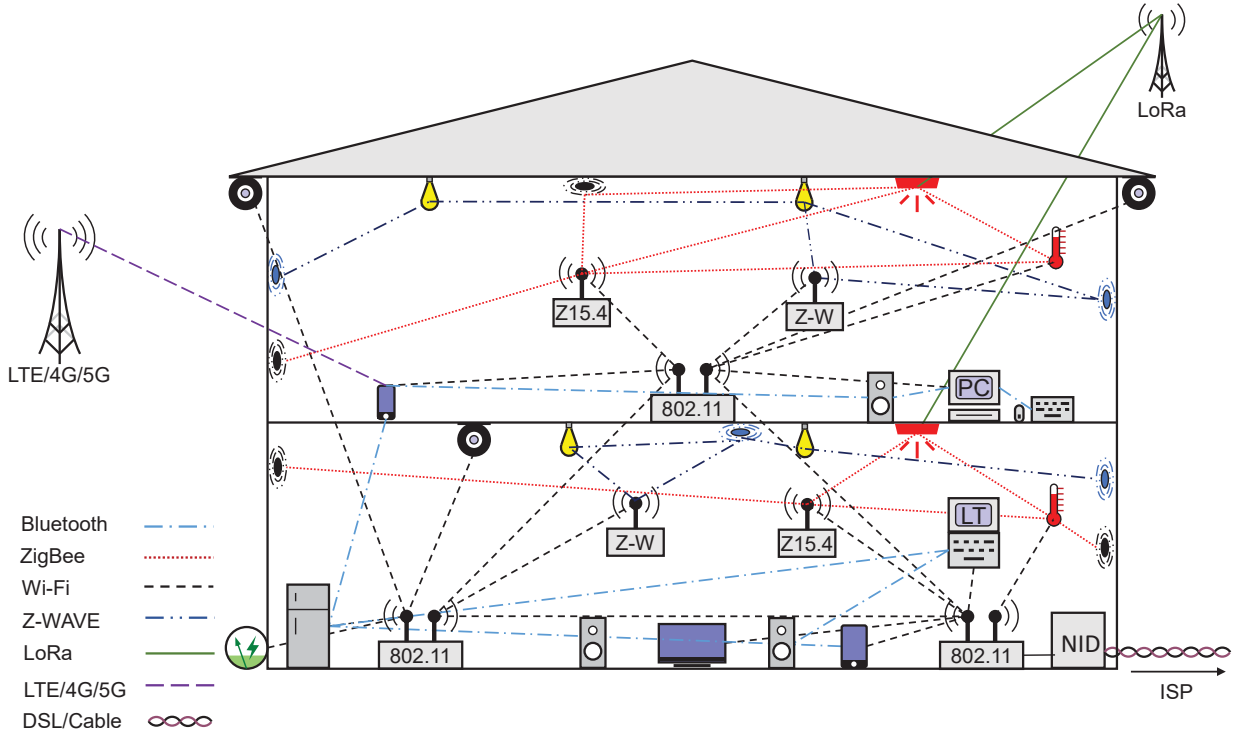 LoRa
Z15.4
Z-W
LTE/4G/5G
PC
802.11
LT
Z-W
Z15.4
Bluetooth
ZigBee
Wi-Fi
Z-WAVE
LoRa
LTE/4G/5G
DSL/Cable
802.11
802.11
NID
ISP